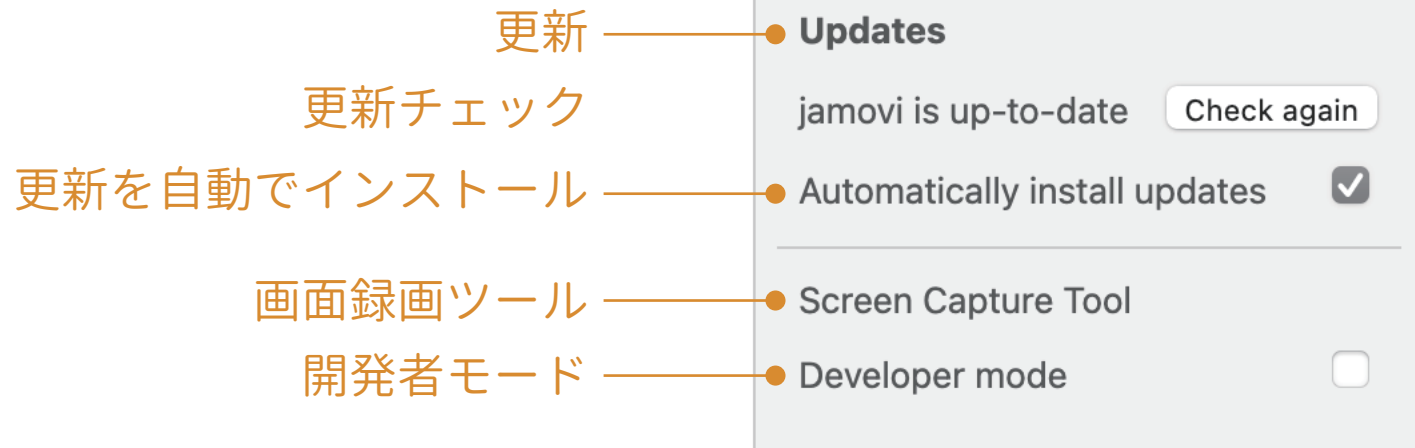 更新 Updates
更新チェック jamovi is up-to-date Check again
更新を自動でインストール Automatically install updates
画面録画ツール Screen Capture Tool
開発者モード Developer mode